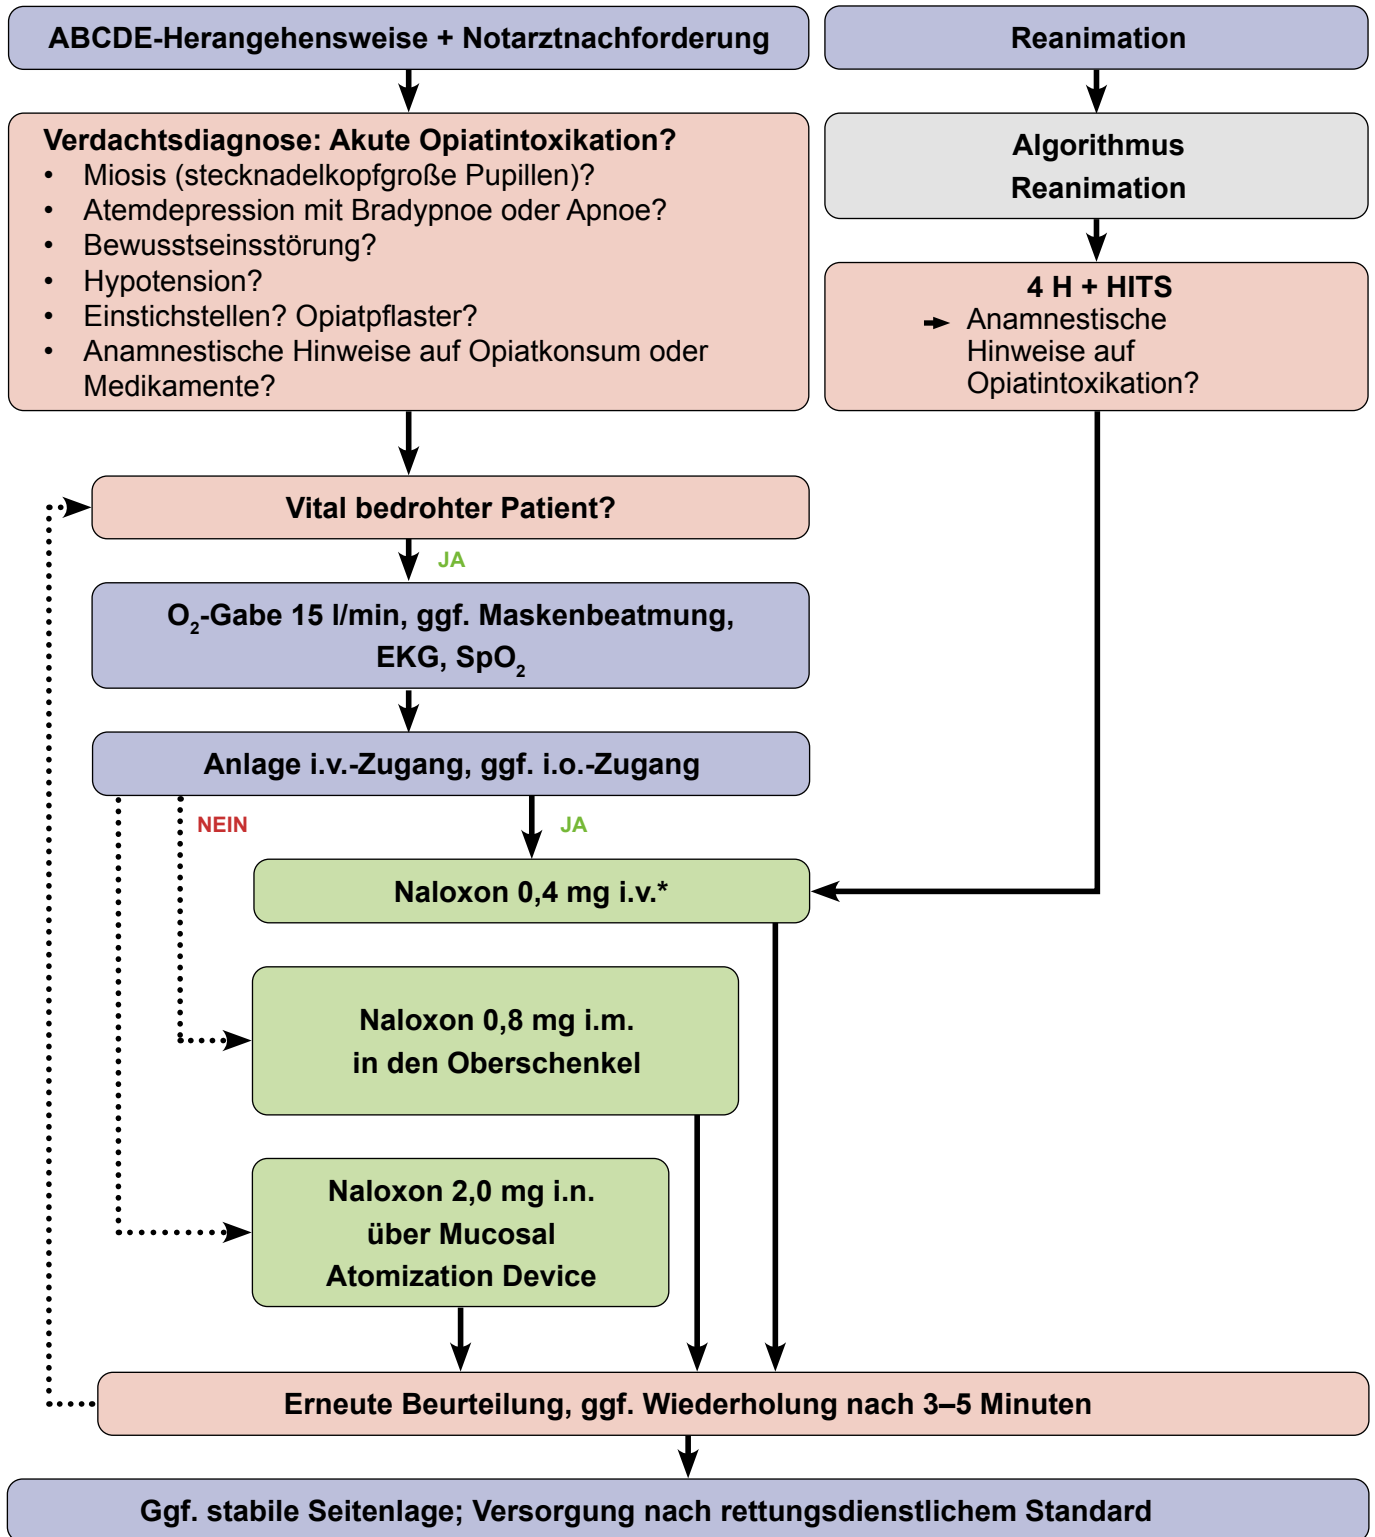 ABCDE-Herangehensweise + Notarztnachforderung
Verdachtsdiagnose: Akute Opiatintoxikation?
• Miosis (stecknadelkopfgroße Pupillen)?
• Atemdepression mit Bradypnoe oder Apnoe?
• Bewusstseinsstörung?
• Hypotension?
• Einstichstellen? Opiatpflaster?
• Anamnestische Hinweise auf Opiatkonsum oder
Medikamente?
Reanimation
Algorithmus
Reanimation
4 H + HITS
Anamnestische
Hinweise auf
Opiatintoxikation?
Vital bedrohter Patient?
JA
O₂-Gabe 15 l/min, ggf. Maskenbeatmung,
EKG, SpO₂
Anlage i.v.-Zugang, ggf. i.o.-Zugang
NEIN
JA
Naloxon 0,4 mg i.v.*
Naloxon 0,8 mg i.m.
in den Oberschenkel
Naloxon 2,0 mg i.n.
über Mucosal
Atomization Device
Erneute Beurteilung, ggf. Wiederholung nach 3–5 Minuten
Ggf. stabile Seitenlage; Versorgung nach rettungsdienstlichem Standard